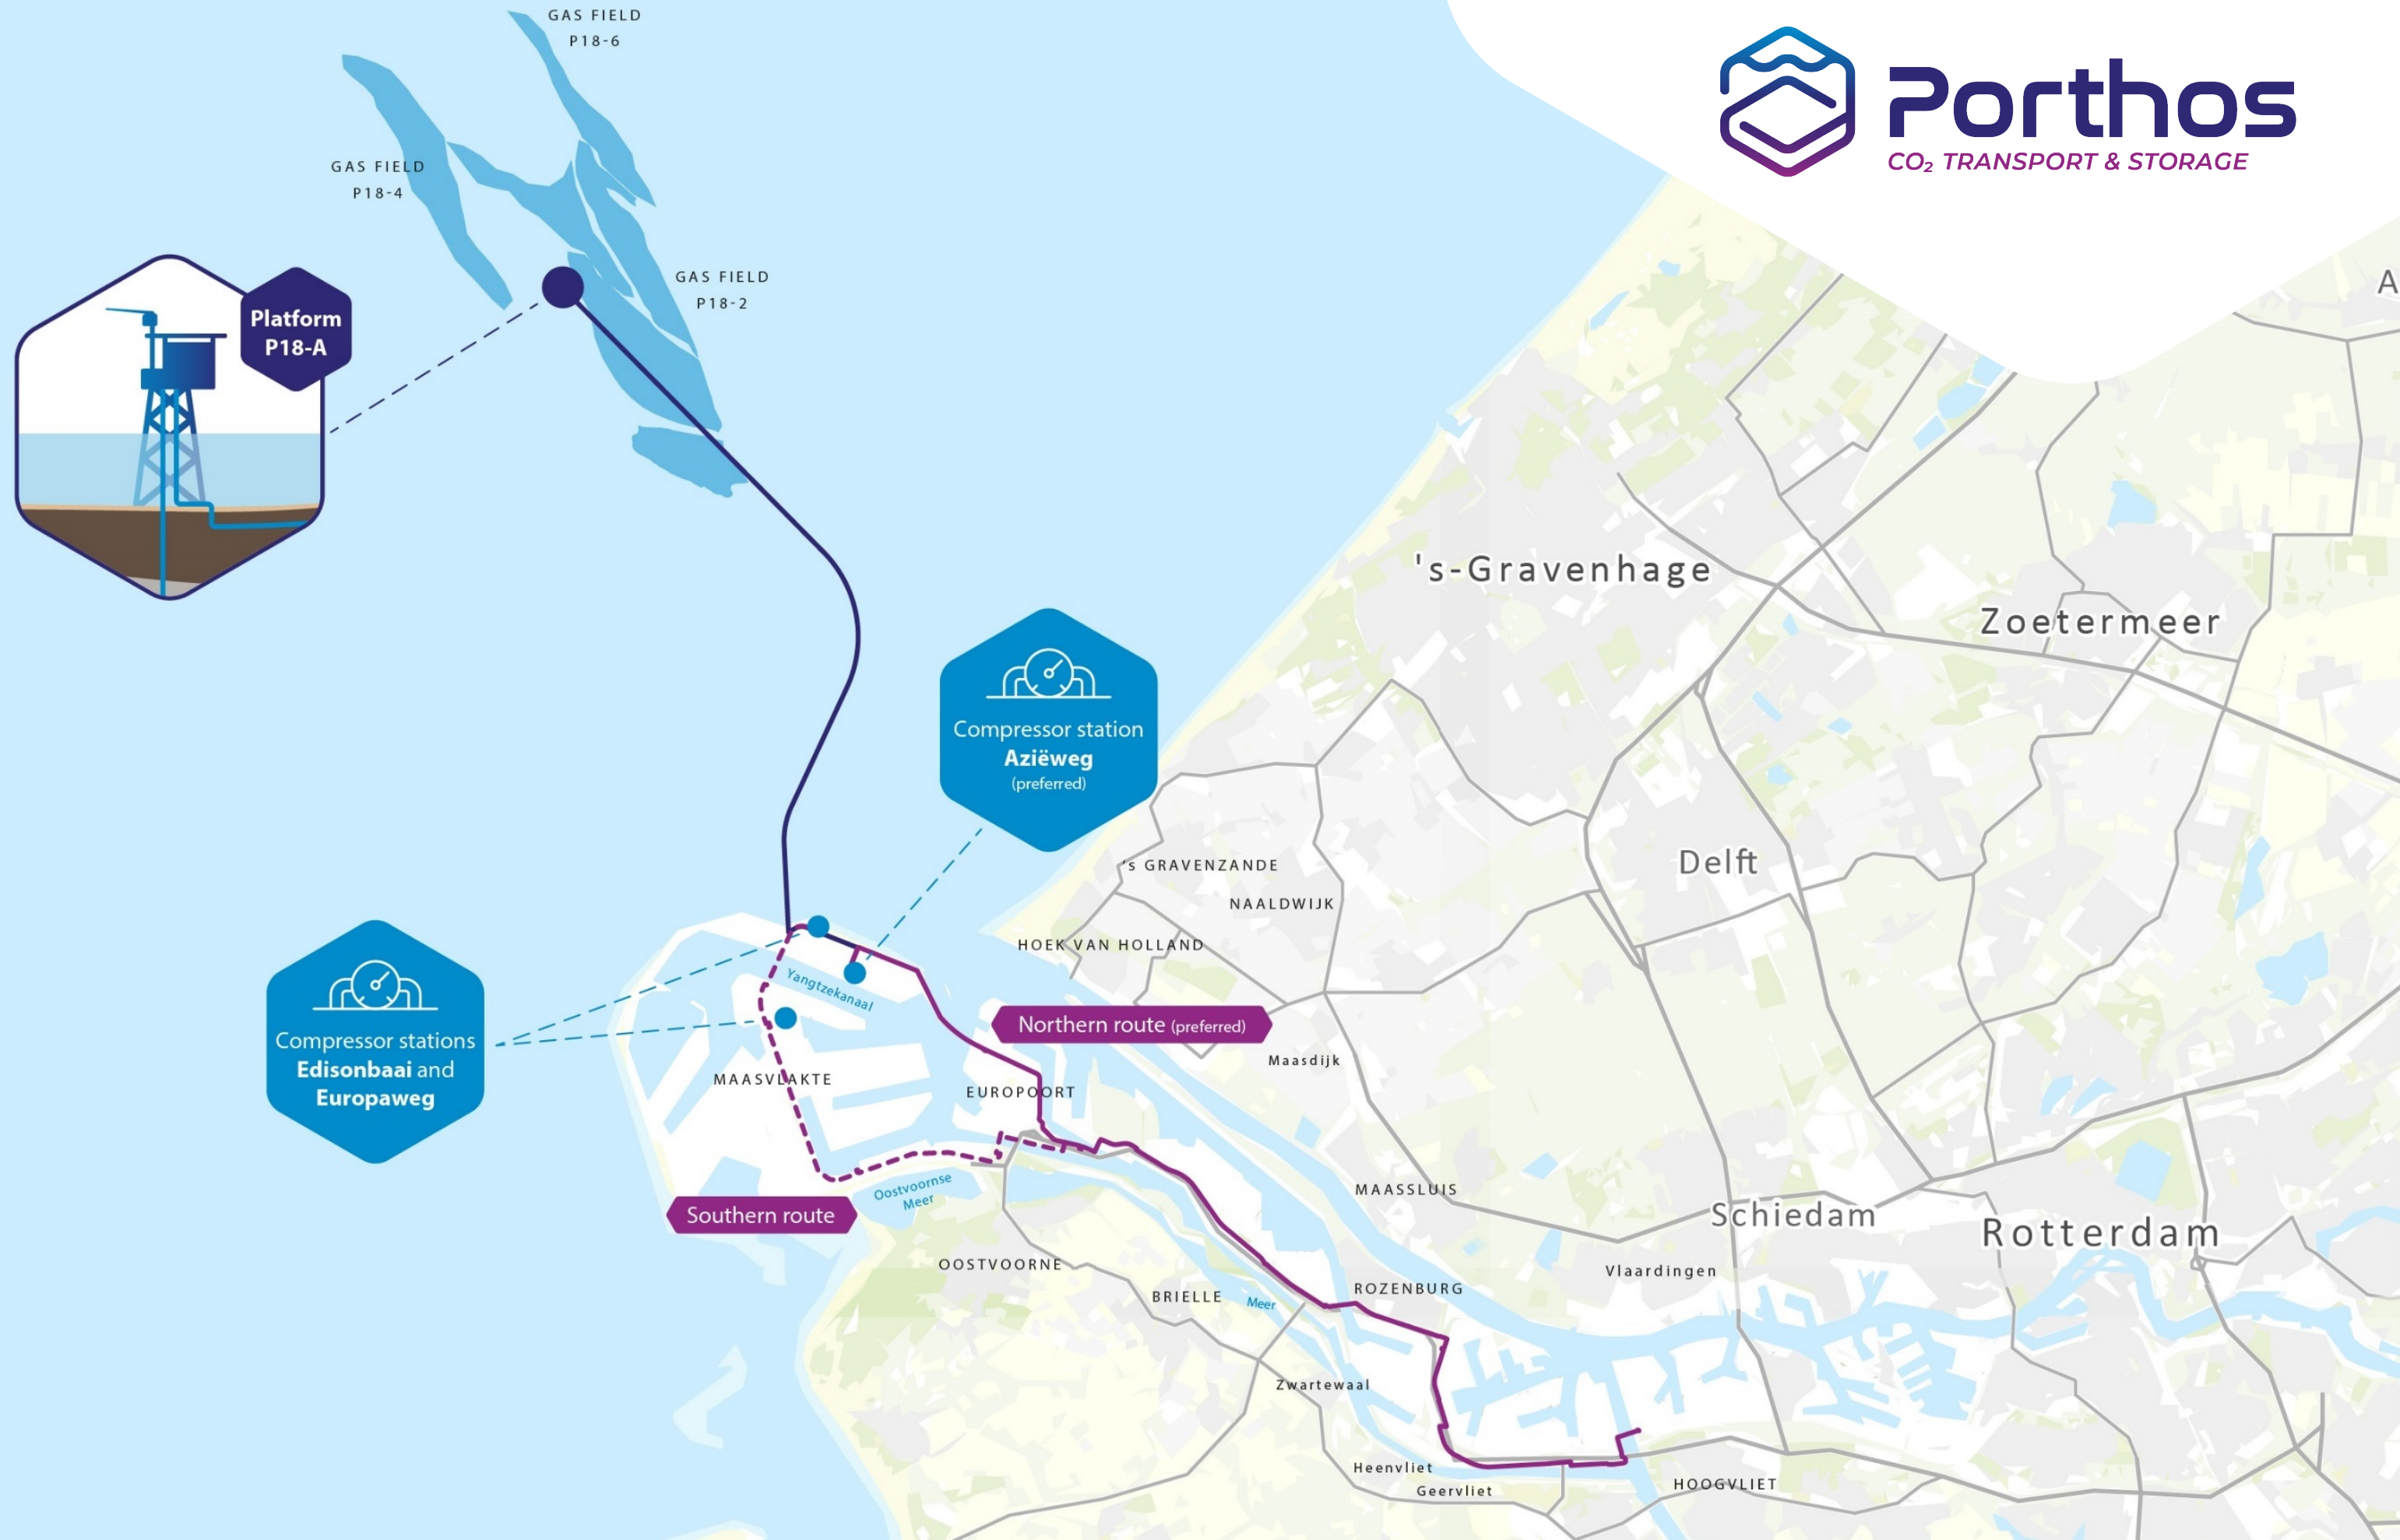 GAS FIELD
P18-6
Porthos
CO₂ TRANSPORT & STORAGE
GAS FIELD
P18-4
GAS FIELD
P18-2
Platform
P18-A
A
's-Gravenhage
Zoetermeer
Compressor station
Aziëweg
(preferred)
's GRAVENZANDE
Delft
NAALDWIJK
HOEK VAN HOLLAND
Yangtzekanaal
Northern route (preferred)
Compressor stations
Edisonbaai and
Europaweg
Maasdijk
MAASVLAKTE
EUROPOORT
Oostvoornse
Meer
MAASSLUIS
Southern route
Schiedam
Rotterdam
OOSTVOORNE
Vlaardingen
BRIELLE
Meer
ROZENBURG
Zwartewaal
Heenvliet
Geervliet
HOOGVLIET